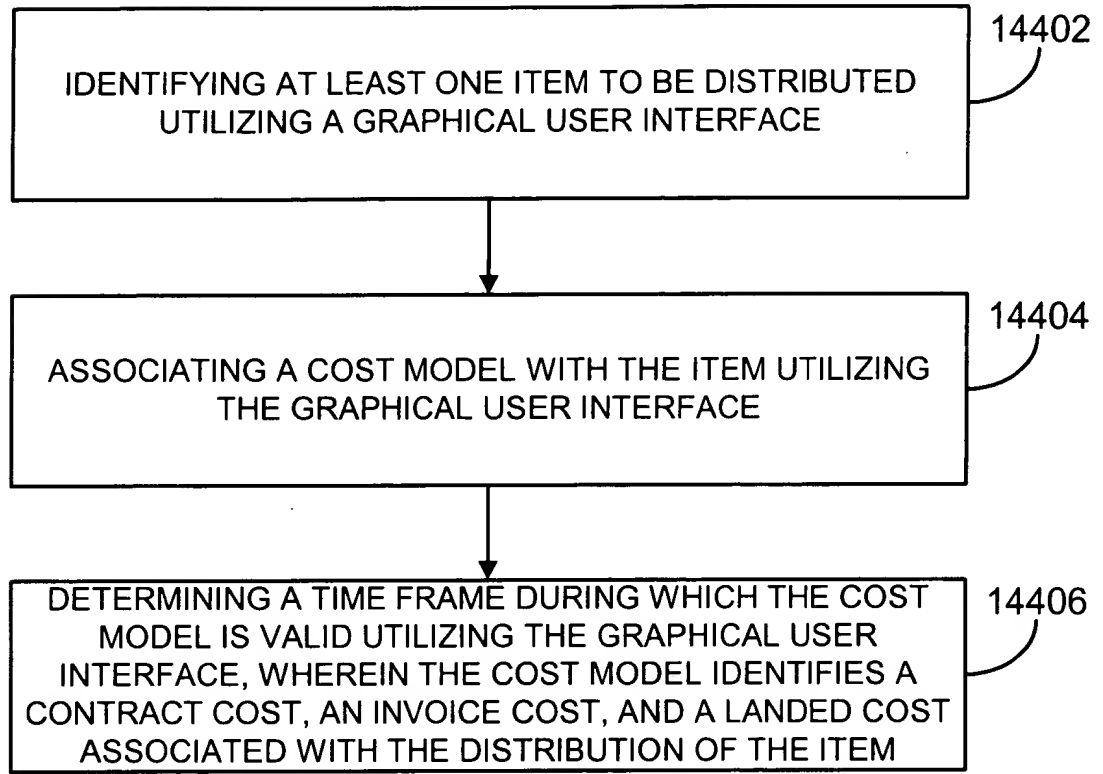 14402
IDENTIFYING AT LEAST ONE ITEM TO BE DISTRIBUTED
UTILIZING A GRAPHICAL USER INTERFACE
14404
ASSOCIATING A COST MODEL WITH THE ITEM UTILIZING
THE GRAPHICAL USER INTERFACE
14406
DETERMINING A TIME FRAME DURING WHICH THE COST
MODEL IS VALID UTILIZING THE GRAPHICAL USER
INTERFACE, WHEREIN THE COST MODEL IDENTIFIES A
CONTRACT COST, AN INVOICE COST, AND A LANDED COST
ASSOCIATED WITH THE DISTRIBUTION OF THE ITEM